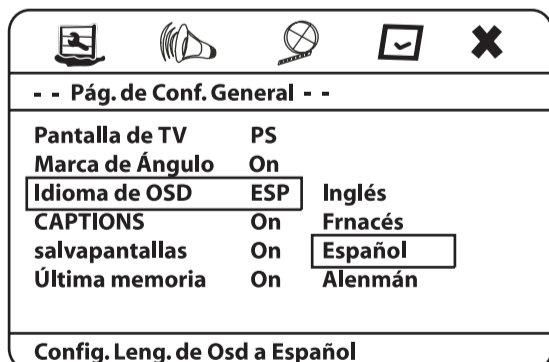 - - Pág. de Conf. General - -
Pantalla de TV PS
Marca de Ángulo On
Idioma de OSD ESP Inglés
CAPTIONS On Frnacés
salvapantallas On Español
Última memoria On Alenmán
Config. Leng. de Osd a Español